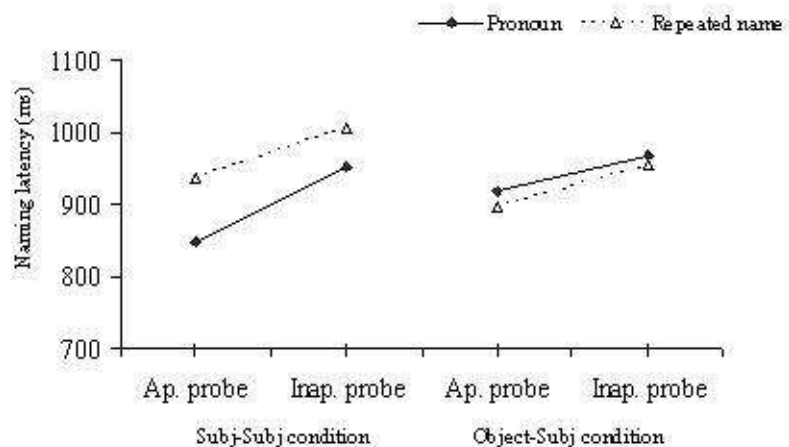 Pronoun Repeated name
Naming latency (ms)
1100
1000
900
800
700
Ap. probe Inap. probe Ap. probe Inap. probe
Subj-Subj condition Object-Subj condition